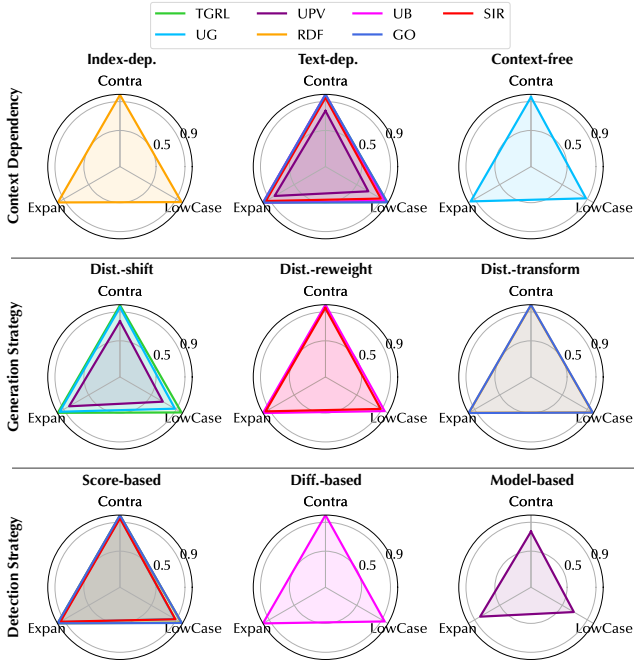 TGRL UPV UB SIR
UG RDF GO
Index-dep. Text-dep. Context-free
Context Dependency
Contra Contra Contra
0.9 0.9 0.9
0.5 0.5 0.5
Expan LowCase Expan LowCase Expan LowCase
Dist.-shift Dist.-reweight Dist.-transform
Generation Strategy
Contra Contra Contra
0.9 0.9 0.9
0.5 0.5 0.5
Expan LowCase Expan LowCase Expan LowCase
Score-based Diff.-based Model-based
Detection Strategy
Contra Contra Contra
0.9 0.9 0.9
0.5 0.5 0.5
Expan LowCase Expan LowCase Expan LowCase